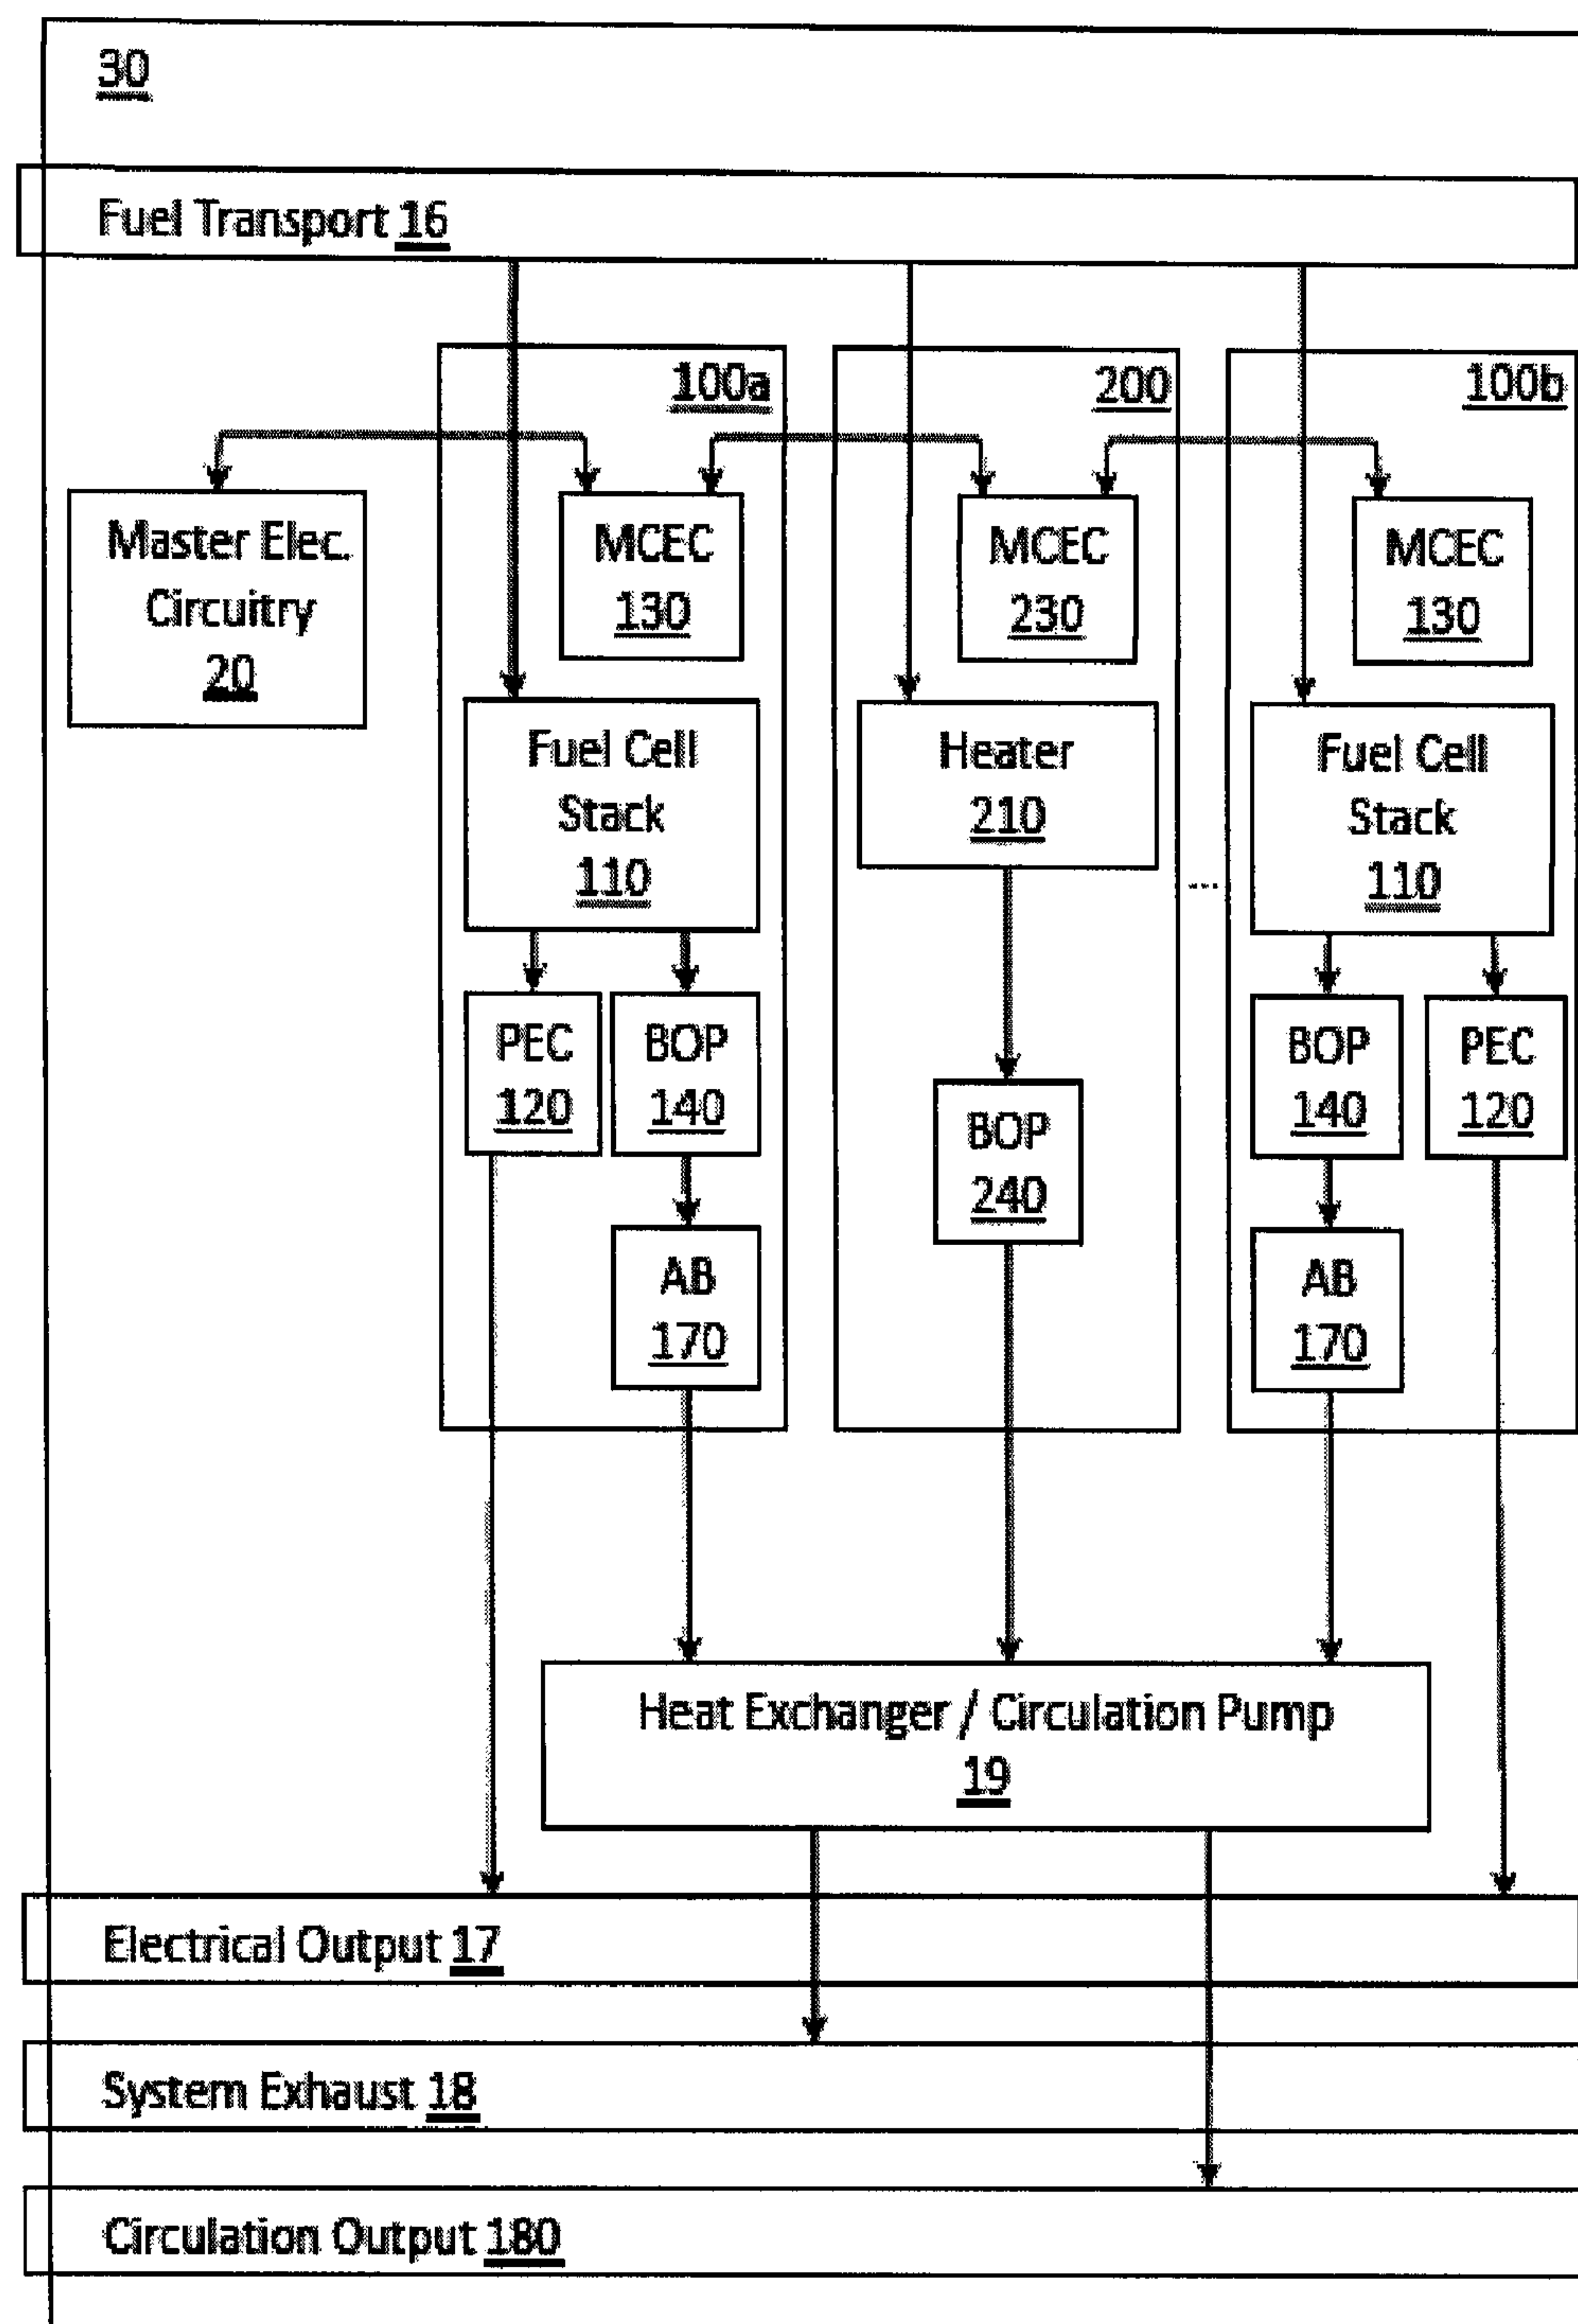 30
Fuel Transport 16
100a
200
100b
Master Elec.
Circuitry
20
MCEC
130
MCEC
230
MCEC
130
Fuel Cell
Stack
110
Heater
210
Fuel Cell
Stack
110
...
PEC
120
BOP
140
BOP
240
BOP
140
PEC
120
AB
170
AB
170
Heat Exchanger / Circulation Pump
19
Electrical Output 17
System Exhaust 18
Circulation Output 180